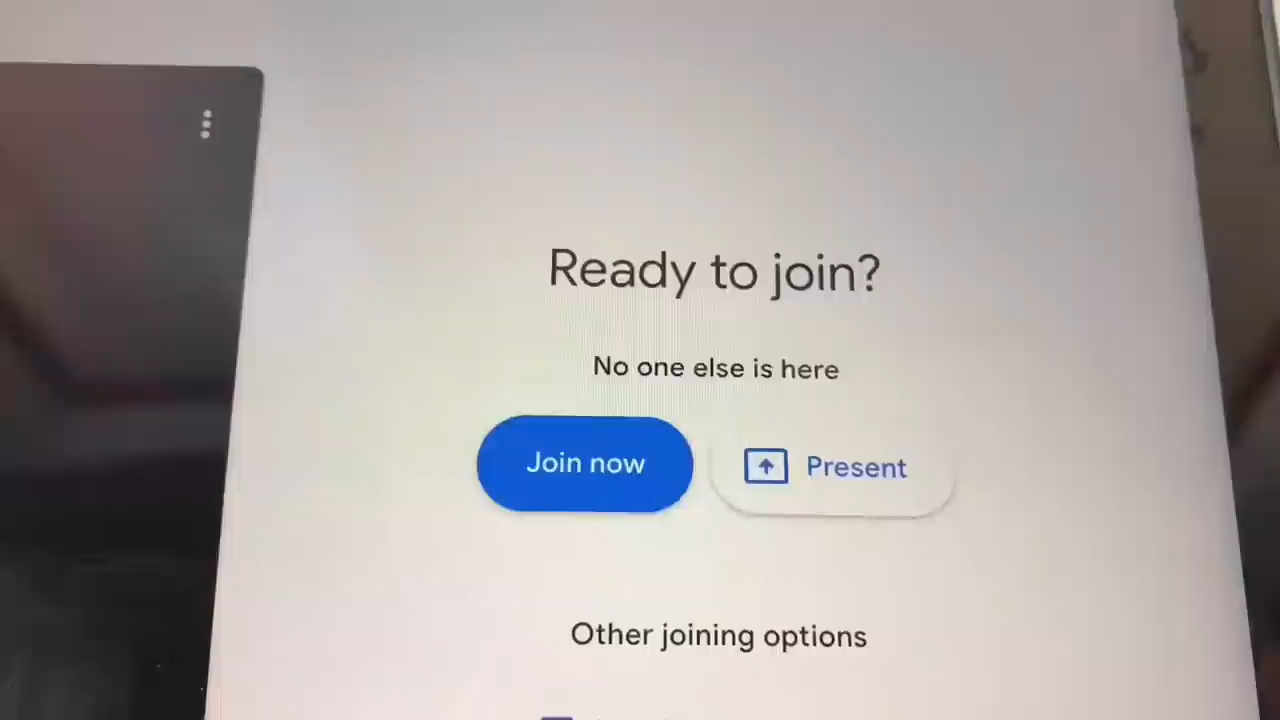 Ready to join?
No one else is here
Join now
Present
Other joining options